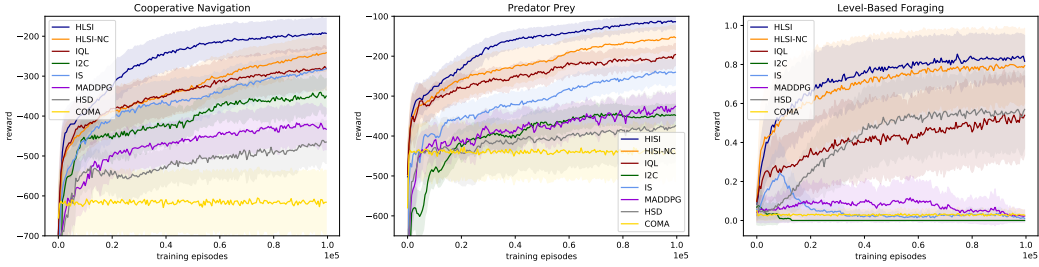 Cooperative Navigation
reward
−200
−300
−400
−500
−600
−700
HLSI
HLSI-NC
IQL
I2C
IS
MADDPG
HSD
COMA
0.0
0.2
0.4
0.6
0.8
1.0
1e5
training episodes
Predator Prey
reward
−100
−200
−300
−400
−500
−600
HISI
HISI-NC
IQL
I2C
IS
MADDPG
HSD
COMA
0.0
0.2
0.4
0.6
0.8
1.0
1e5
training episodes
Level-Based Foraging
reward
1.0
0.8
0.6
0.4
0.2
0.0
HLSI
HLSI-NC
IQL
I2C
IS
MADDPG
HSD
COMA
0.0
0.2
0.4
0.6
0.8
1.0
1e5
training episodes